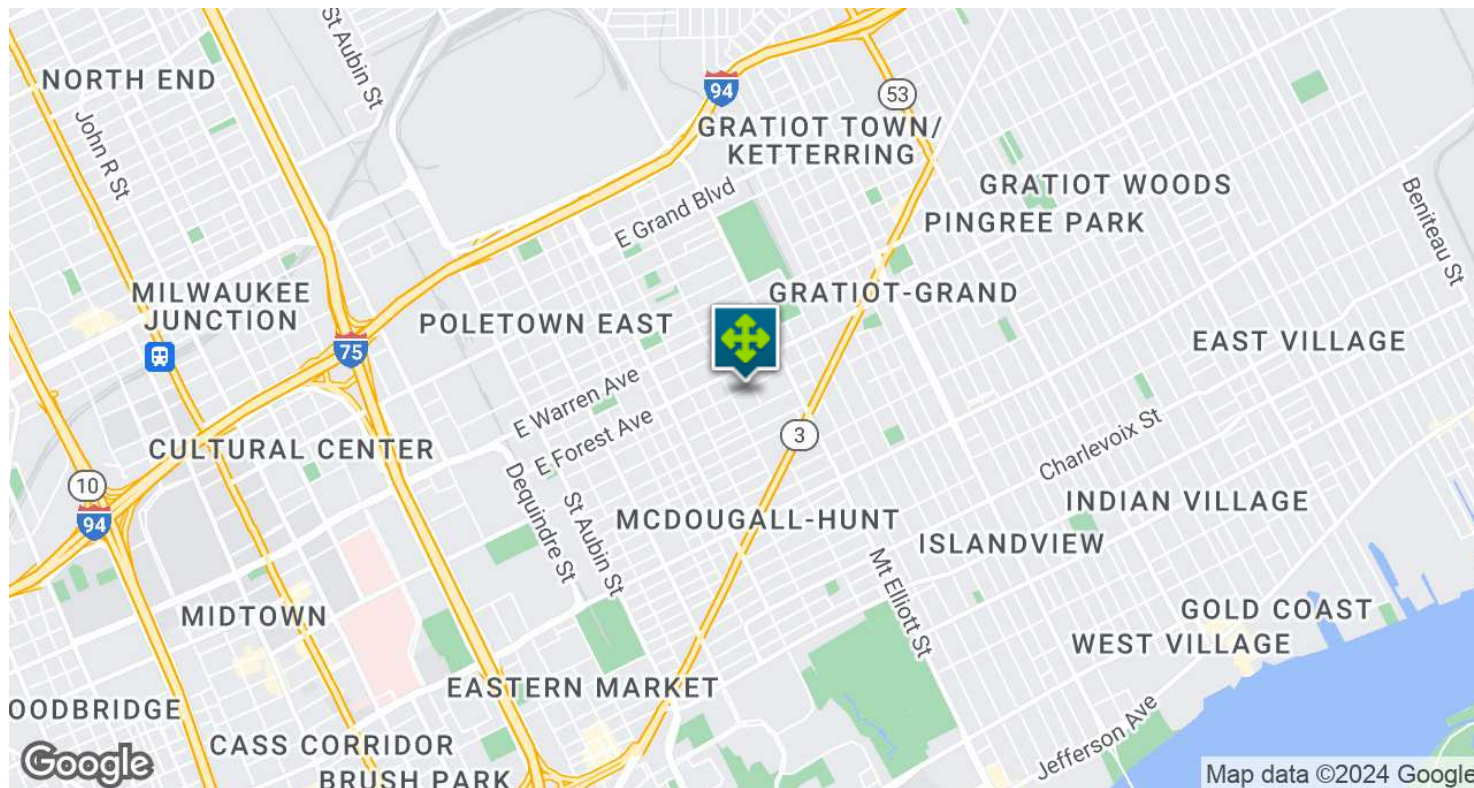 St Aubin St
NORTH END
94
53
John R St
GRATIOT TOWN/
KETTERRING
GRATIOT WOODS
PINGREE PARK
Beniteau St
E Grand Blvd
MILWAUKEE
JUNCTION
GRATIOT-GRAND
POLETOWN EAST
75
EAST VILLAGE
E Warren Ave
E Forest Ave
3
CULTURAL CENTER
Charlevoix St
10
94
Dequindre St
St Aubin St
MCDOUGALL-HUNT
INDIAN VILLAGE
ISLANDVIEW
Mt Elliott St
MIDTOWN
GOLD COAST
WEST VILLAGE
EASTERN MARKET
OODBRIDGE
Jefferson Ave
CASS CORRIDOR
BRUSH PARK
Google
Map data ©2024 Google